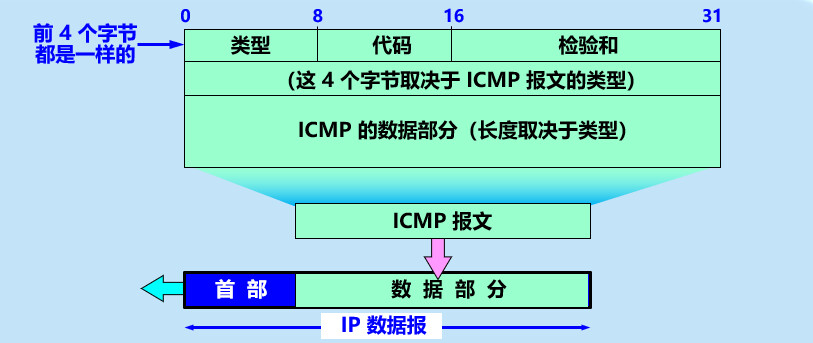 0 8 16 31
前 4 个字节
都是一样的
类型 代码 检验和
（这 4 个字节取决于 ICMP 报文的类型）
ICMP 的数据部分（长度取决于类型）
ICMP 报文
首 部 数 据 部 分
IP 数据报